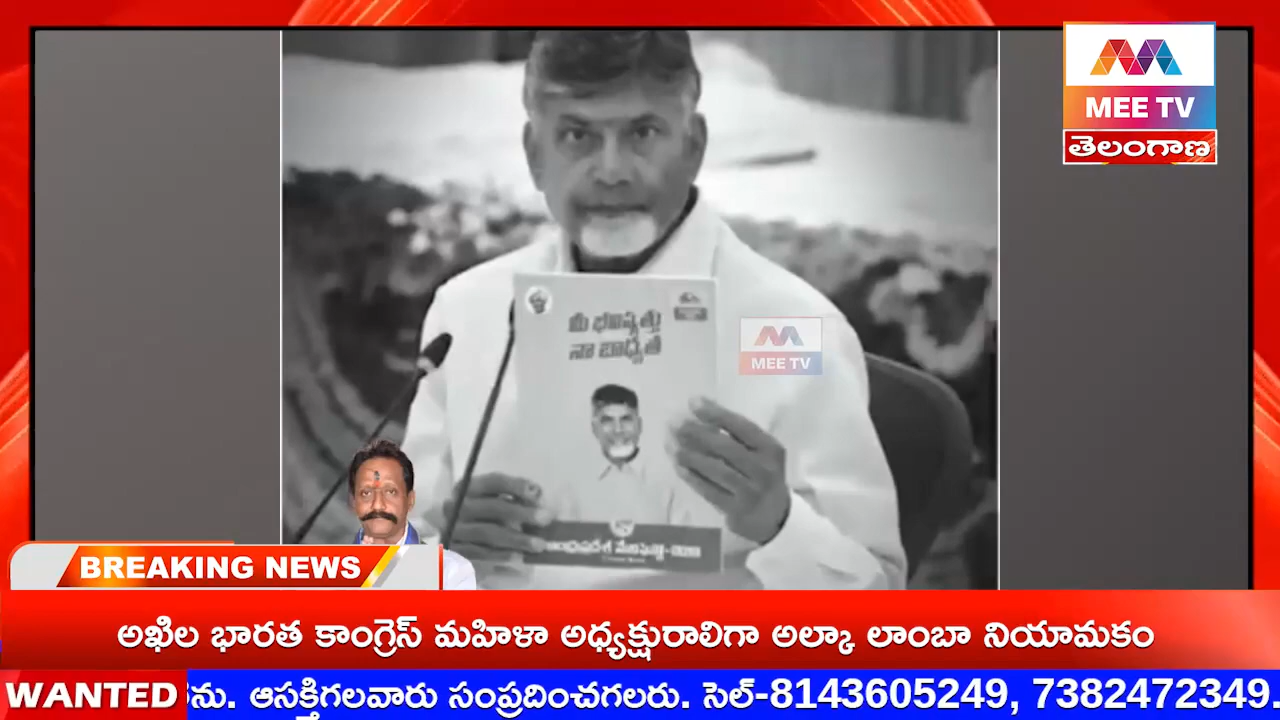 MEE TV
తెలంగాణ
మీ భవిష్యత్తు
నా బాధ్యత
MEE TV
BREAKING NEWS
అఖిల భారత కాంగ్రెస్ మహిళా అధ్యక్షురాలిగా అల్కా లాంబా నియామకం
WANTED
ను. ఆసక్తిగలవారు సంప్రదించగలరు. సెల్-8143605249, 7382472349.